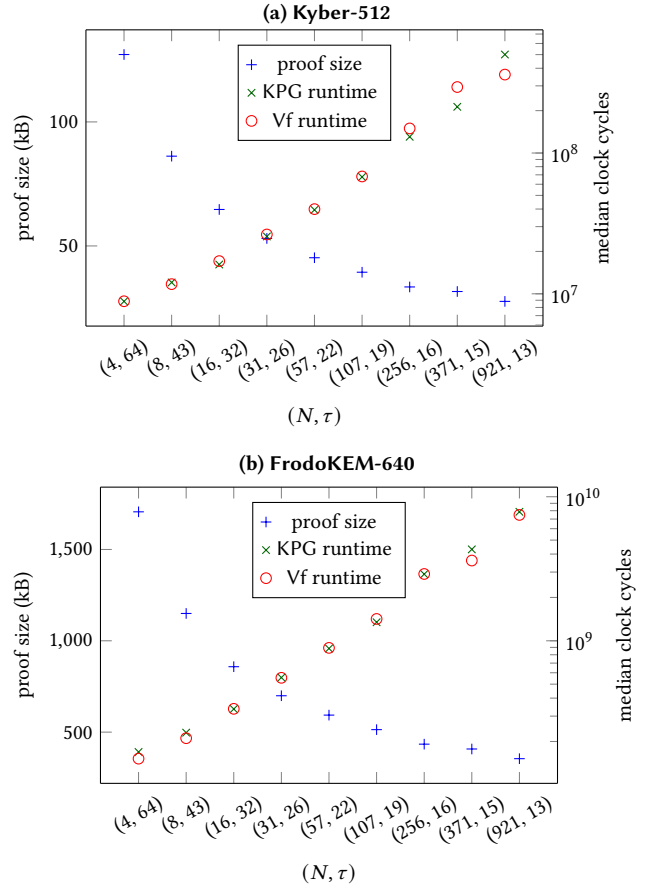 (a) Kyber-512
proof size
KPG runtime
Vf runtime
100
50
proof size (kB)
10^8
10^7
median clock cycles
(4, 64)
(8, 43)
(16, 32)
(31, 26)
(57, 22)
(107, 19)
(256, 16)
(371, 15)
(921, 13)
(N, τ)
(b) FrodoKEM-640
proof size
KPG runtime
Vf runtime
1,500
1,000
500
proof size (kB)
10^10
10^9
median clock cycles
(4, 64)
(8, 43)
(16, 32)
(31, 26)
(57, 22)
(107, 19)
(256, 16)
(371, 15)
(921, 13)
(N, τ)